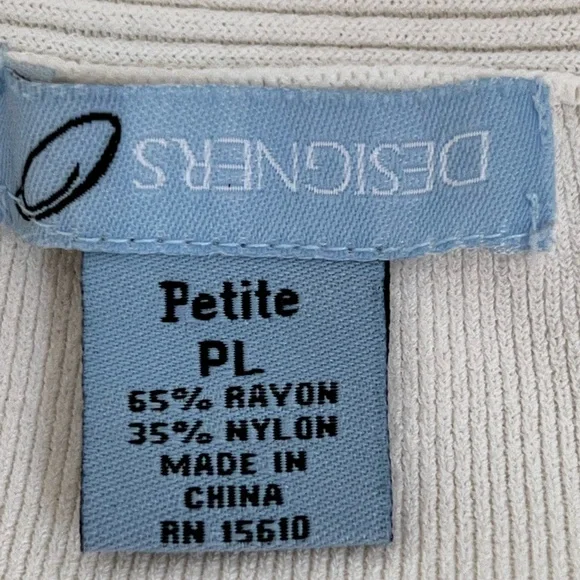 DESIGNERS
Petite
PL
65% RAYON
35% NYLON
MADE IN
CHINA
RN 15610